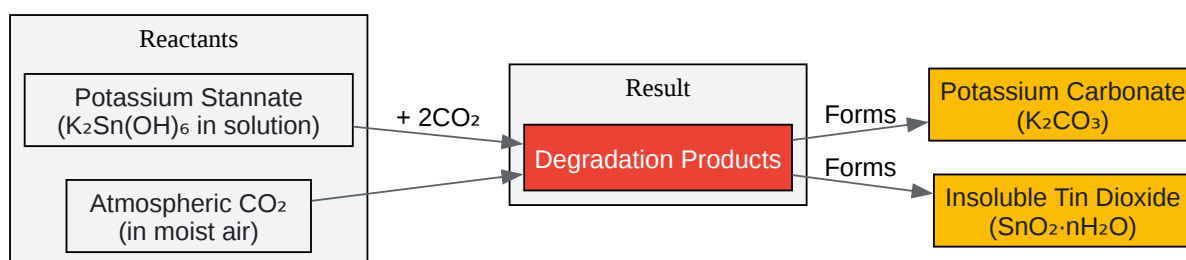 Reactants
Potassium Stannate
(K₂Sn(OH)₆ in solution)
Atmospheric CO₂
(in moist air)
+ 2CO₂
Result
Degradation Products
Forms
Forms
Potassium Carbonate
(K₂CO₃)
Insoluble Tin Dioxide
(SnO₂·nH₂O)